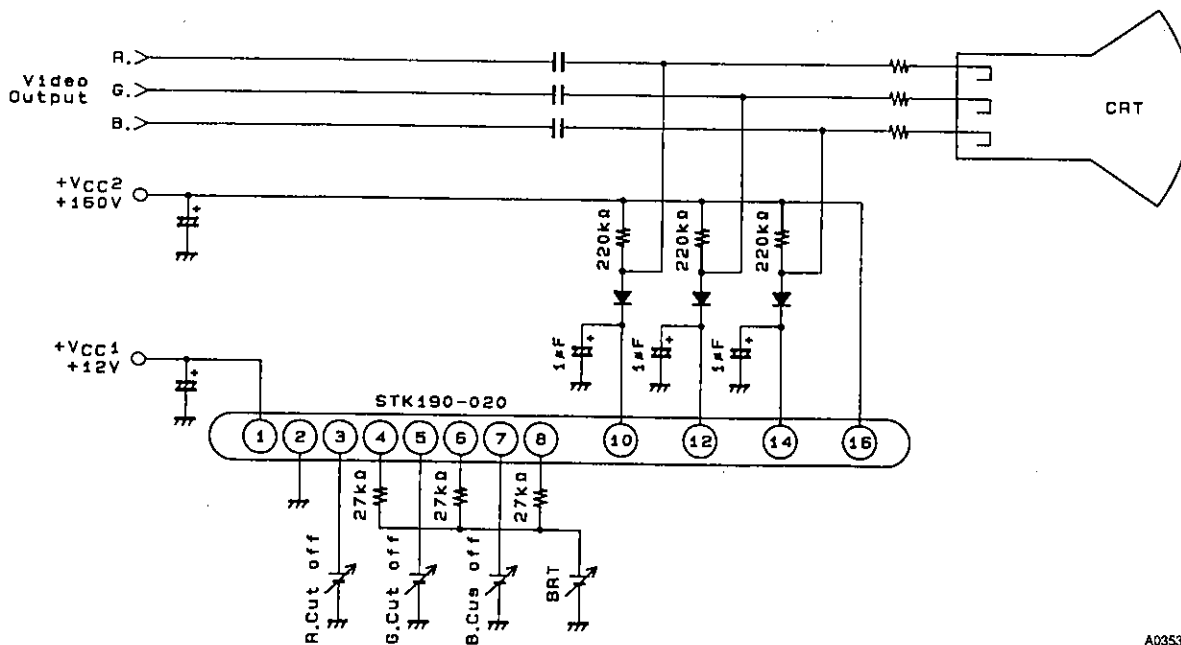 R.
Video
Output
G.
B.
CRT
+VCC2
+150V
220kΩ
220kΩ
220kΩ
+
+VCC1
+12V
+
1μF
+
1μF
+
1μF
+
STK190-020
1
2
3
4
5
6
7
8
10
12
14
16
27kΩ
27kΩ
27kΩ
R.Cut off
G.Cut off
B.Cus off
BRT
A0353